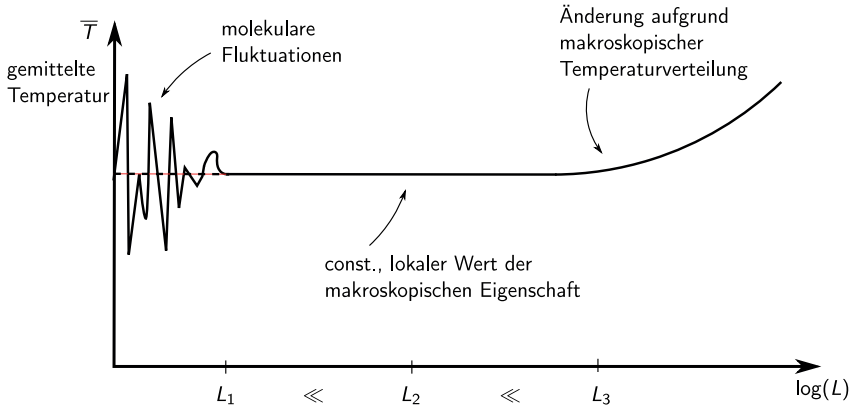 T̅
gemittelte
Temperatur
molekulare
Fluktuationen
Änderung aufgrund
makroskopischer
Temperaturverteilung
const., lokaler Wert der
makroskopischen Eigenschaft
L₁ ≪ L₂ ≪ L₃
log(L)